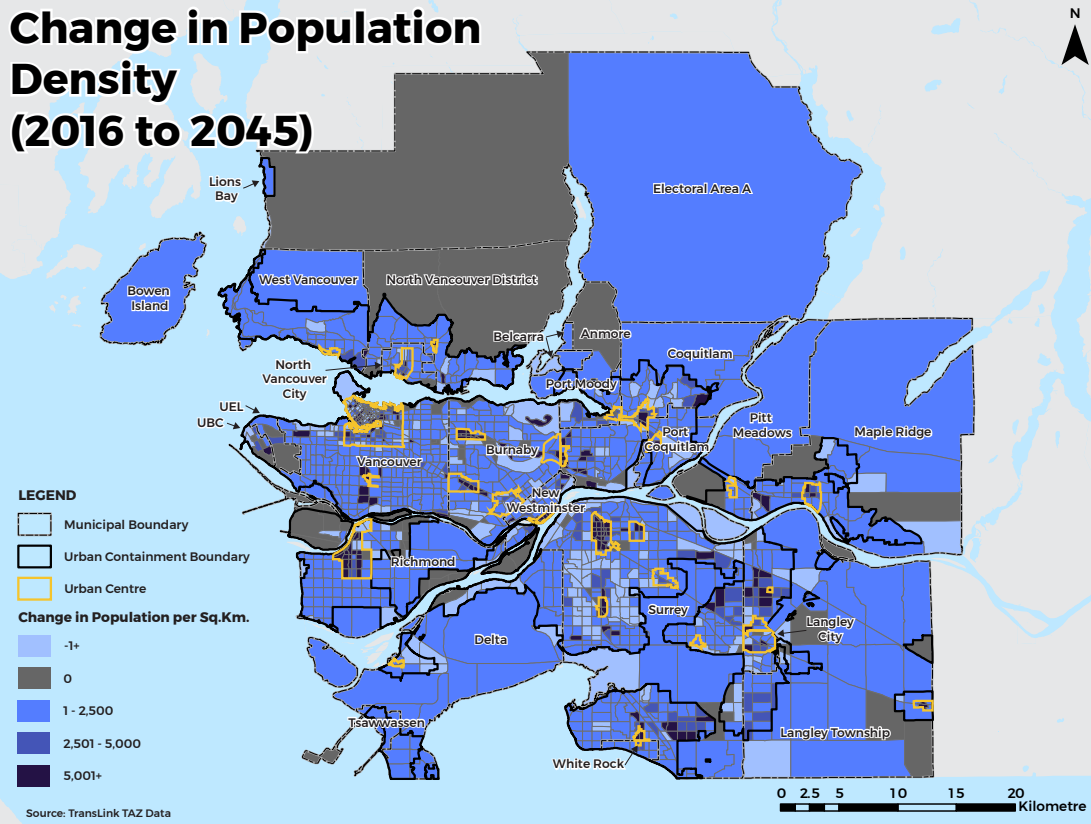 Change in Population
Density
(2016 to 2045)
N
Lions
Bay
Electoral Area A
Bowen
Island
West Vancouver
North Vancouver District
Belcarra
Anmore
Coquitlam
North
Vancouver
City
Port Moody
UEL
UBC
Pitt
Meadows
Maple Ridge
Port
Coquitlam
Burnaby
Vancouver
New
Westminster
Richmond
Surrey
Langley
City
Delta
Tsawwassen
Langley Township
White Rock
LEGEND
Municipal Boundary
Urban Containment Boundary
Urban Centre
Change in Population per Sq.Km.
-1+
0
1 - 2,500
2,501 - 5,000
5,001+
Source: TransLink TAZ Data
0 2.5 5 10 15 20
Kilometre